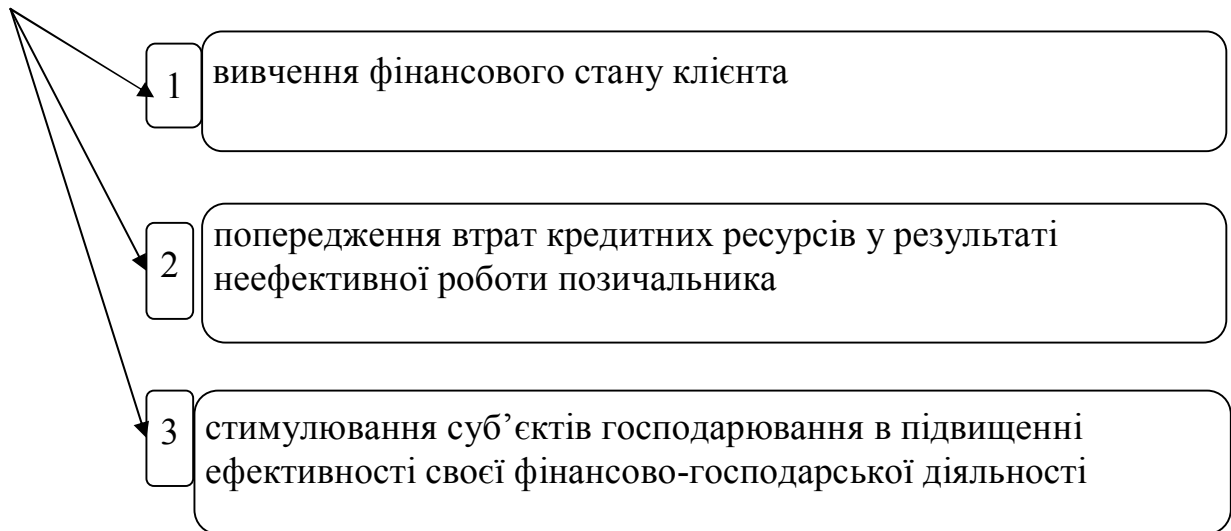 1
вивчення фінансового стану клієнта
2
попередження втрат кредитних ресурсів у результаті
неефективної роботи позичальника
3
стимулювання суб’єктів господарювання в підвищенні
ефективності своєї фінансово-господарської діяльності